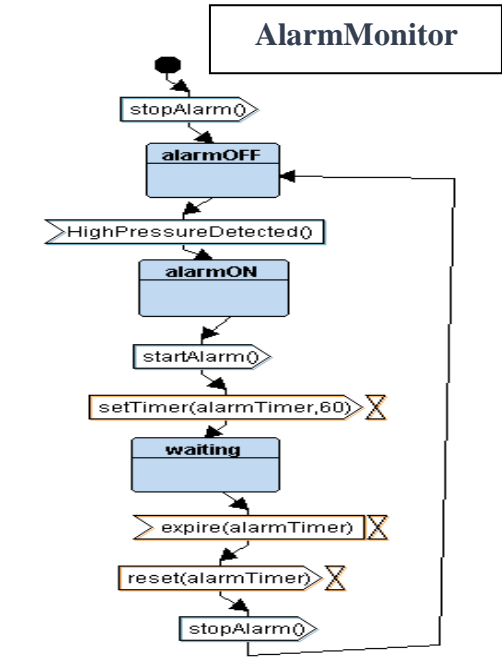 AlarmMonitor
stopAlarm()
alarmOFF
HighPressureDetected()
alarmON
startAlarm()
setTimer(alarmTimer,60)
waiting
expire(alarmTimer)
reset(alarmTimer)
stopAlarm()